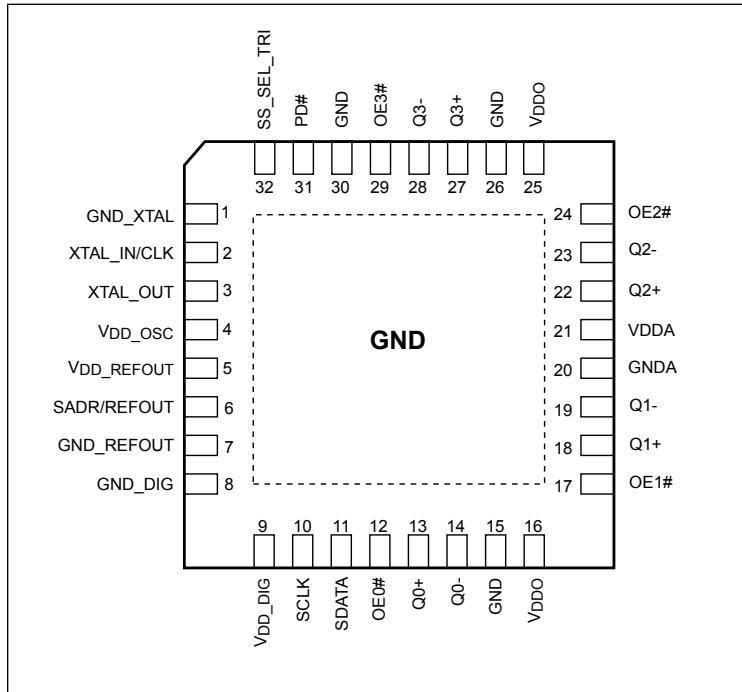 SS_SEL_TRI
PD#
GND
OE3#
Q3-
Q3+
GND
VDDO
32 31 30 29 28 27 26 25
GND_XTAL 1
XTAL_IN/CLK 2
XTAL_OUT 3
VDD_OSC 4
VDD_REFOUT 5
SADR/REFOUT 6
GND_REFOUT 7
GND_DIG 8
GND
24 OE2#
23 Q2-
22 Q2+
21 VDDA
20 GNDA
19 Q1-
18 Q1+
17 OE1#
9 10 11 12 13 14 15 16
VDD_DIG
SCLK
SDATA
OE0#
Q0+
Q0-
GND
VDDO